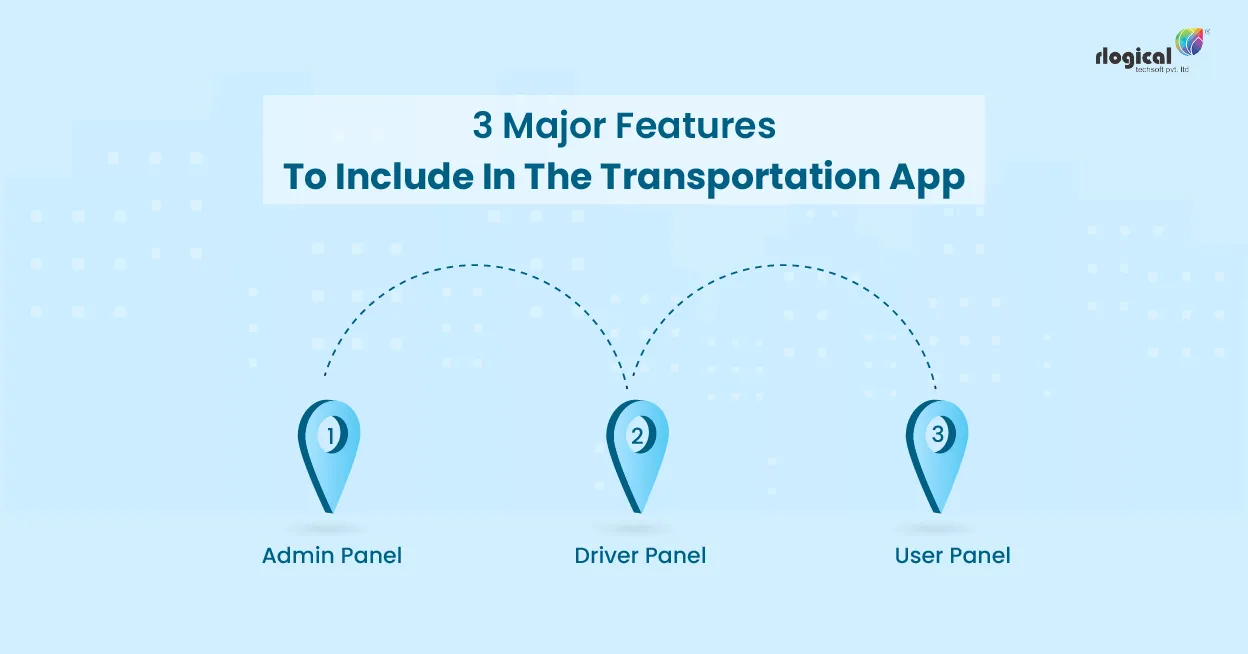 rlogical
techsoft pvt. ltd
3 Major Features
To Include In The Transportation App
1
2
3
Admin Panel
Driver Panel
User Panel